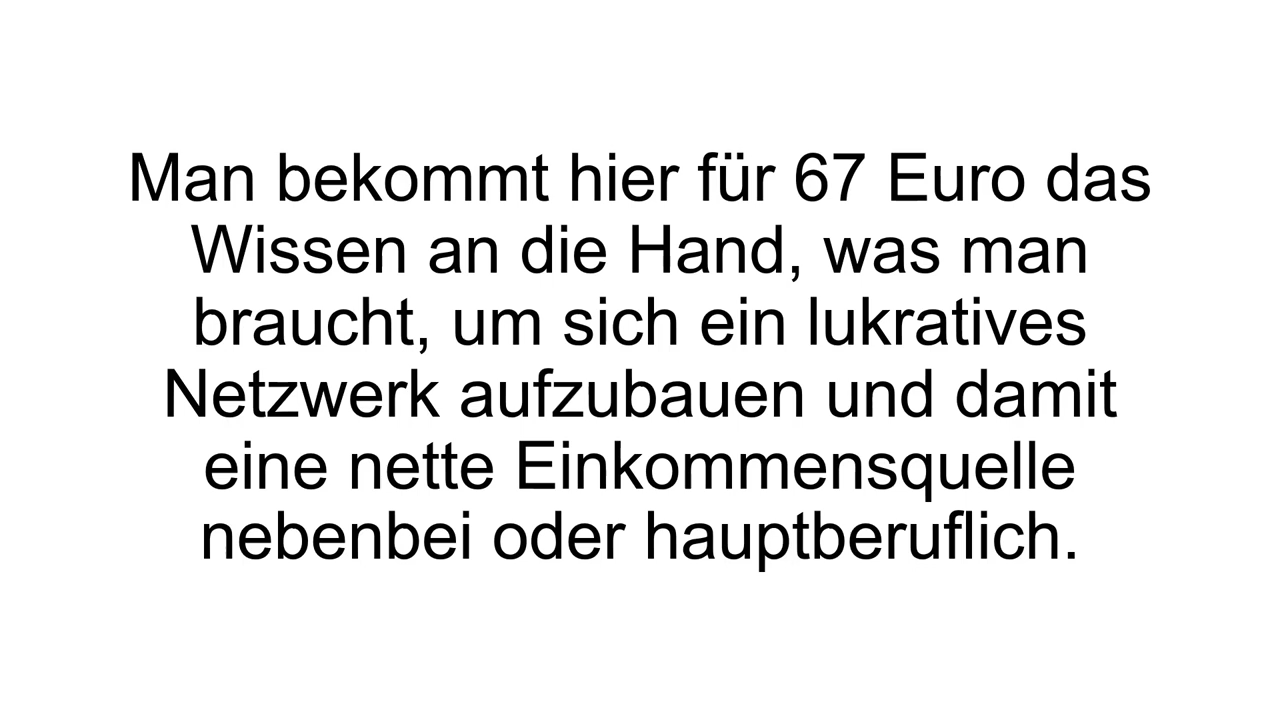 Man bekommt hier für 67 Euro das
Wissen an die Hand, was man
braucht, um sich ein lukratives
Netzwerk aufzubauen und damit
eine nette Einkommensquelle
nebenbei oder hauptberuflich.